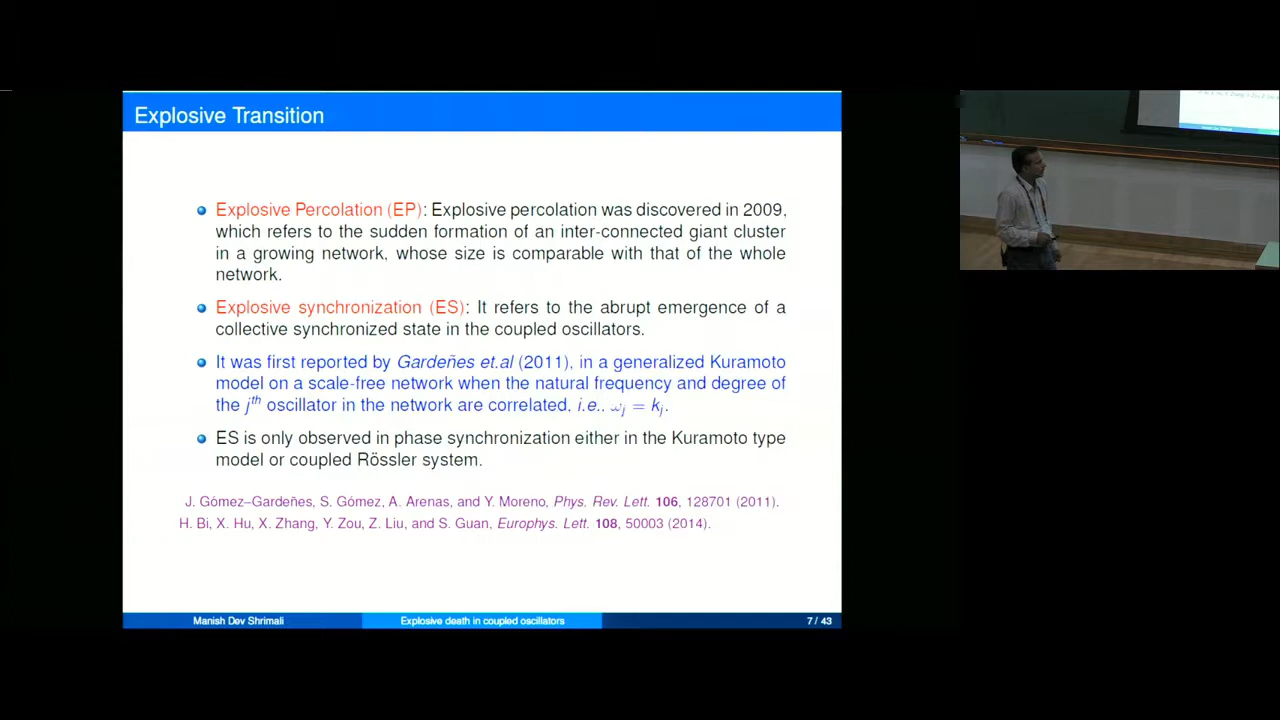 Explosive Transition
Explosive Percolation (EP): Explosive percolation was discovered in 2009,
which refers to the sudden formation of an inter-connected giant cluster
in a growing network, whose size is comparable with that of the whole
network.
Explosive synchronization (ES): It refers to the abrupt emergence of a
collective synchronized state in the coupled oscillators.
It was first reported by Gardeñes et.al (2011), in a generalized Kuramoto
model on a scale-free network when the natural frequency and degree of
the jth oscillator in the network are correlated, i.e., ωj = kj.
ES is only observed in phase synchronization either in the Kuramoto type
model or coupled Rössler system.
J. Gómez–Gardeñes, S. Gómez, A. Arenas, and Y. Moreno, Phys. Rev. Lett. 106, 128701 (2011).
H. Bi, X. Hu, X. Zhang, Y. Zou, Z. Liu, and S. Guan, Europhys. Lett. 108, 50003 (2014).
Manish Dev Shrimali
Explosive death in coupled oscillators
7 / 43